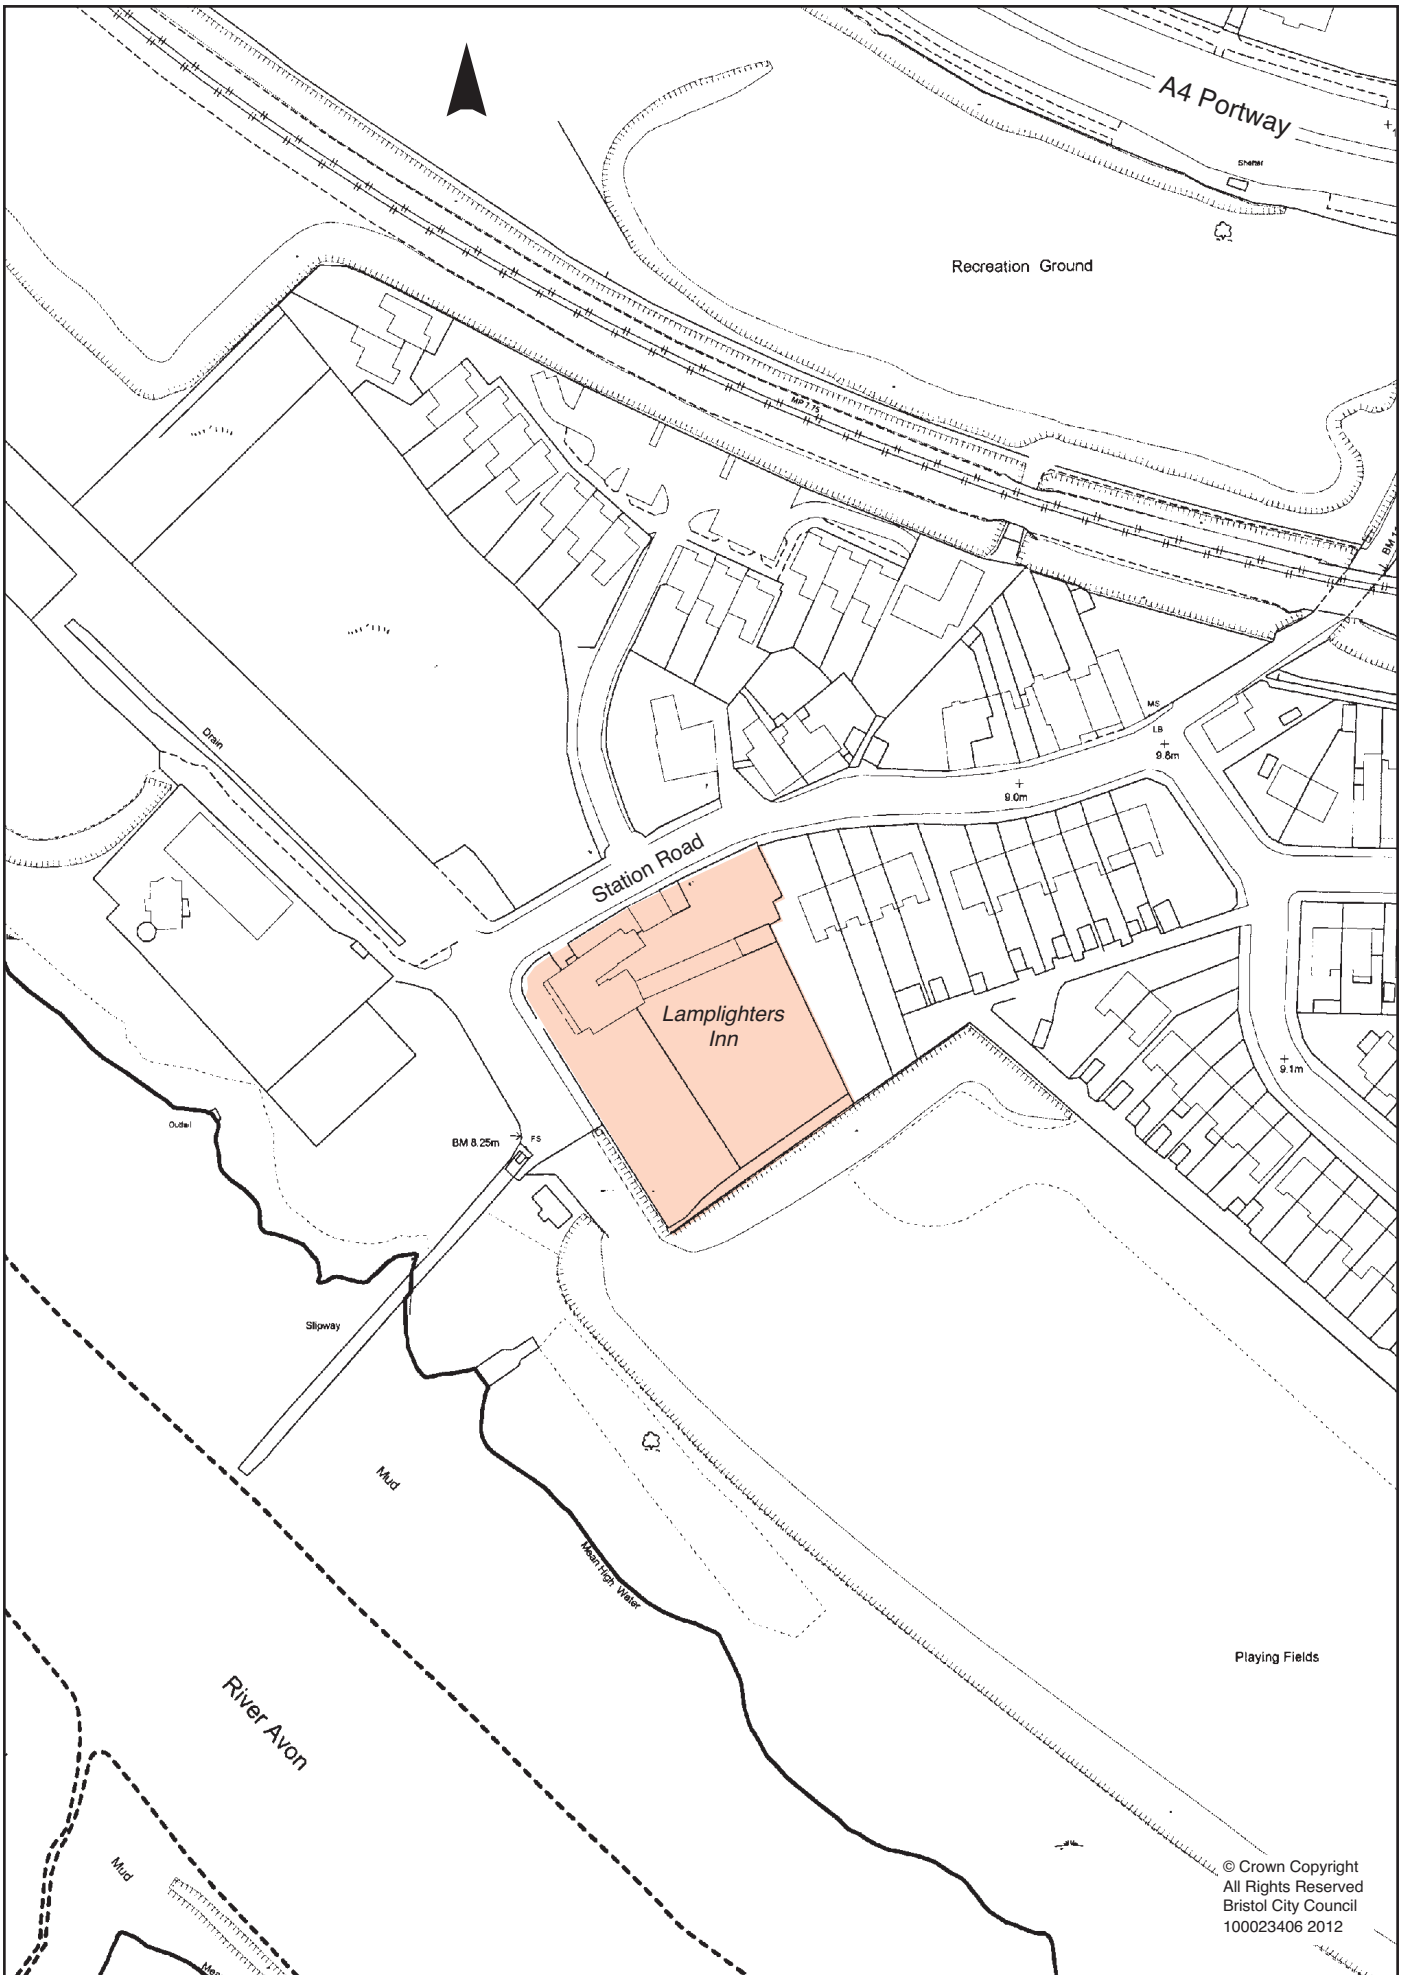 A4 Portway
Shelter
Recreation Ground
MP 7.75
MS
LB
9.8m
9.0m
Drain
Station Road
Lamplighters
Inn
9.1m
Outfall
BM 8.25m
FS
Slipway
Mud
Mean High Water
Playing Fields
River Avon
Mud
© Crown Copyright
All Rights Reserved
Bristol City Council
100023406 2012